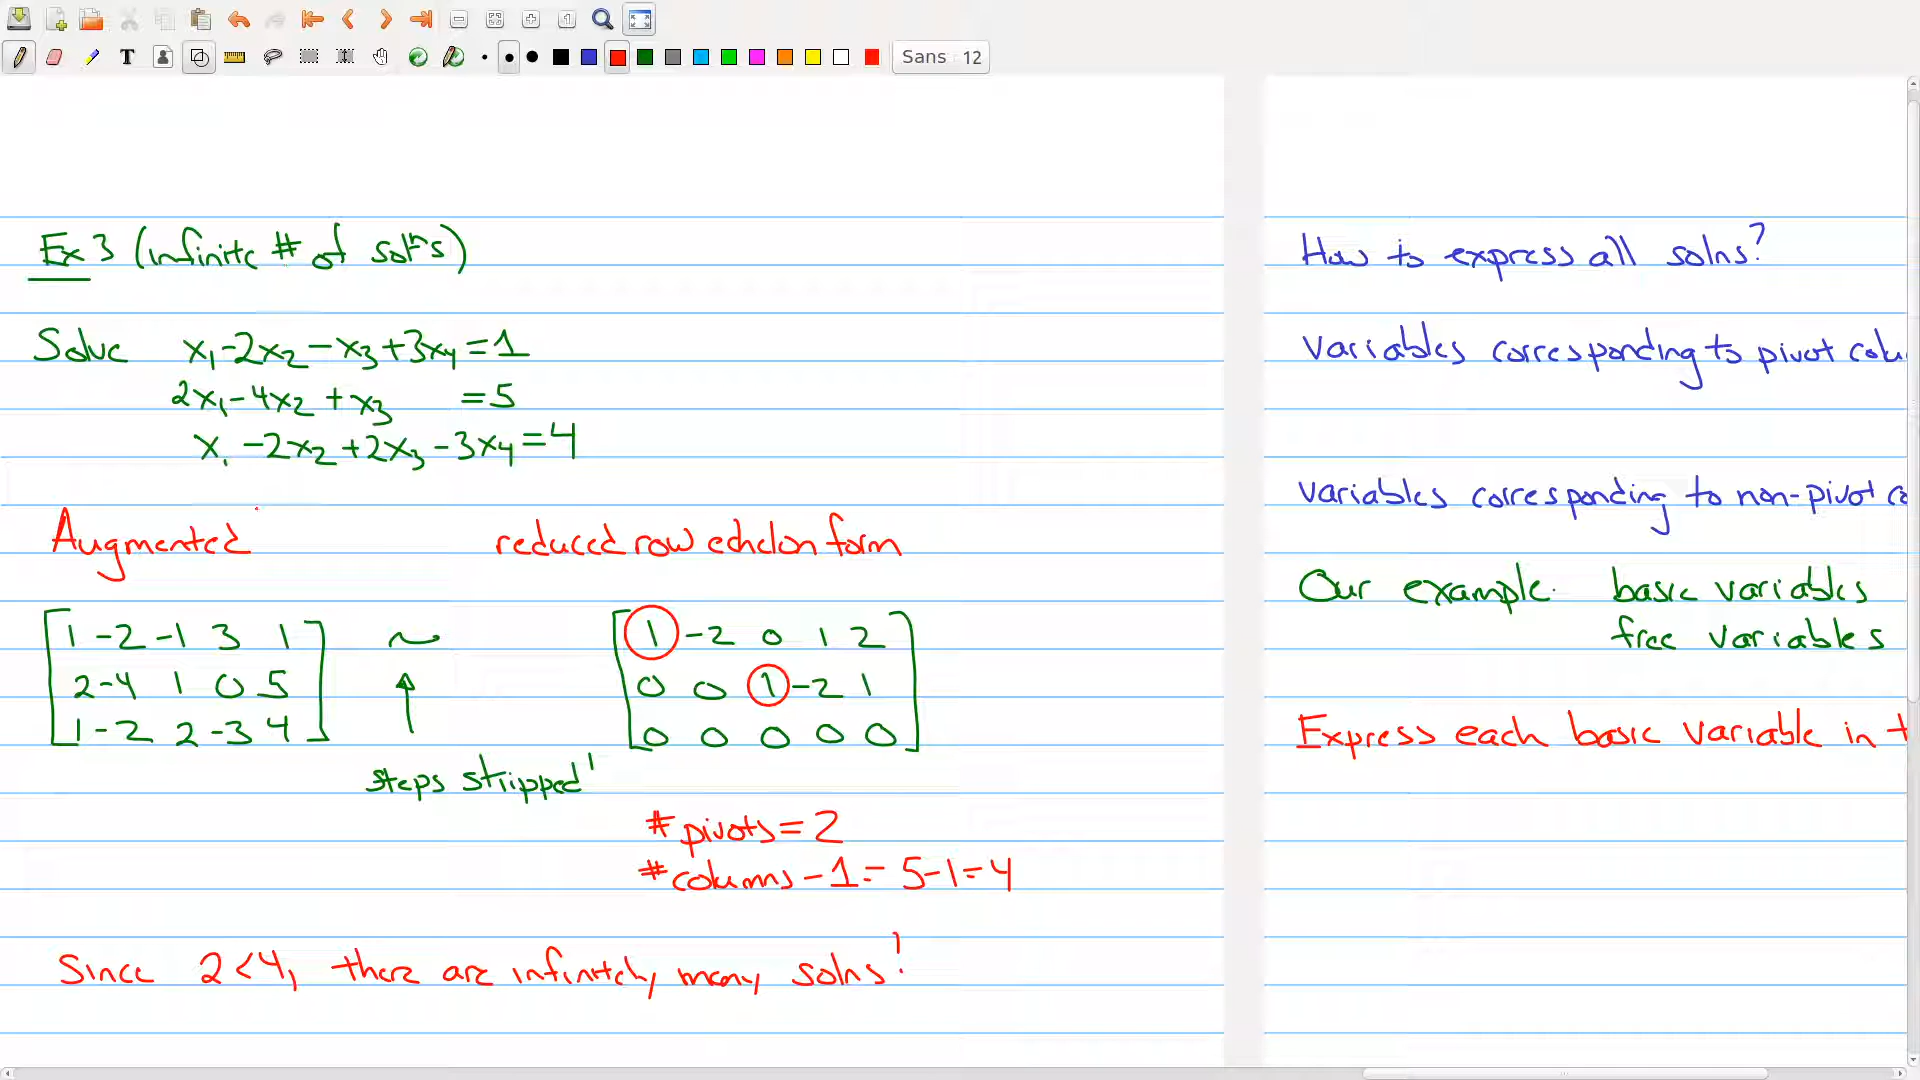 Sans 12
Ex 3 (infinite # of solns)
Solve x₁-2x₂-x₃+3x₄=1
2x₁-4x₂+x₃ =5
x₁-2x₂+2x₃-3x₄=4
Augmented reduced row echelon form
1 -2 -1 3 1 ~ 1 -2 0 1 2
2 -4 1 0 5 0 0 1 -2 1
1 -2 2 -3 4 0 0 0 0 0
steps skipped!
# pivots = 2
# columns - 1 = 5-1=4
Since 2<4, there are infinitely many solns!
How to express all solns?
Variables corresponding to pivot colu
variables corresponding to non-pivot co
Our example: basic variables
free variables
Express each basic variable in t